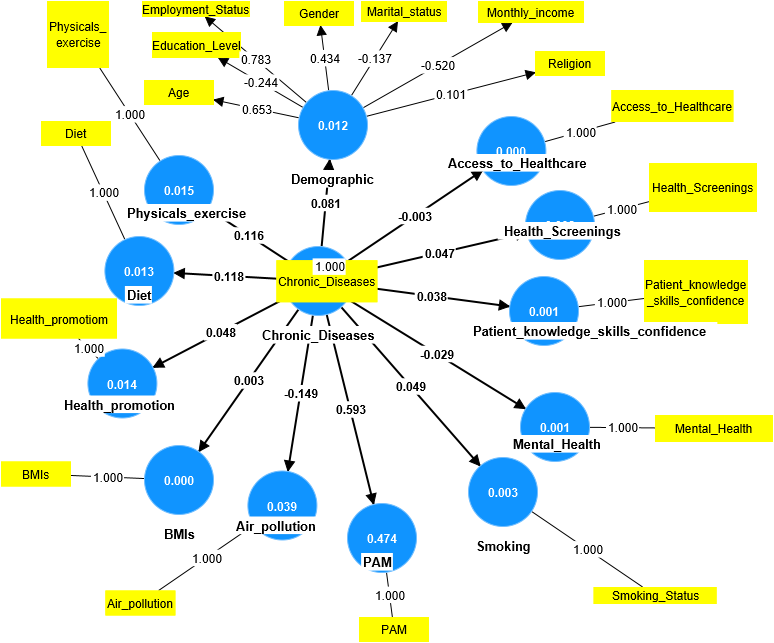 Employment_Status
Gender
Marital_status
Monthly_income
Physicals_
exercise
Education_Level
0.783
0.434
-0.137
-0.520
Religion
-0.244
Age
0.653
0.101
0.012
Access_to_Healthcare
1.000
Diet
1.000
0.000
Access_to_Healthcare
Demographic
0.015
Physicals_exercise
1.000
0.081
-0.003
Health_Screenings
1.000
Health_Screenings
0.116
0.047
0.013
Diet
0.118
1.000
Chronic_Diseases
Chronic_Diseases
0.038
0.001
Patient_knowledge_skills_confidence
1.000
Patient_knowledge
_skills_confidence
Health_promotiom
1.000
0.048
0.014
Health_promotion
0.003
-0.149
0.593
0.049
-0.029
0.001
Mental_Health
1.000
Mental_Health
BMIs
1.000
0.000
BMIs
0.039
Air_pollution
0.474
PAM
0.003
Smoking
1.000
1.000
1.000
Air_pollution
PAM
Smoking_Status